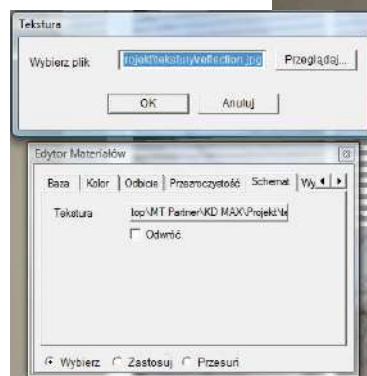 Tekstura
Wybierz plik rojekt\tekstury\reflection.jpg Przeglądaj...
OK Anuluj
Edytor Materiałów
Baza Kolor Odbicie Przezroczystość Schemat Wy
Tekstura top\MT Partner\KD MAX\Projekt\te
Odwróć
Wybierz Zastosuj Przesuń